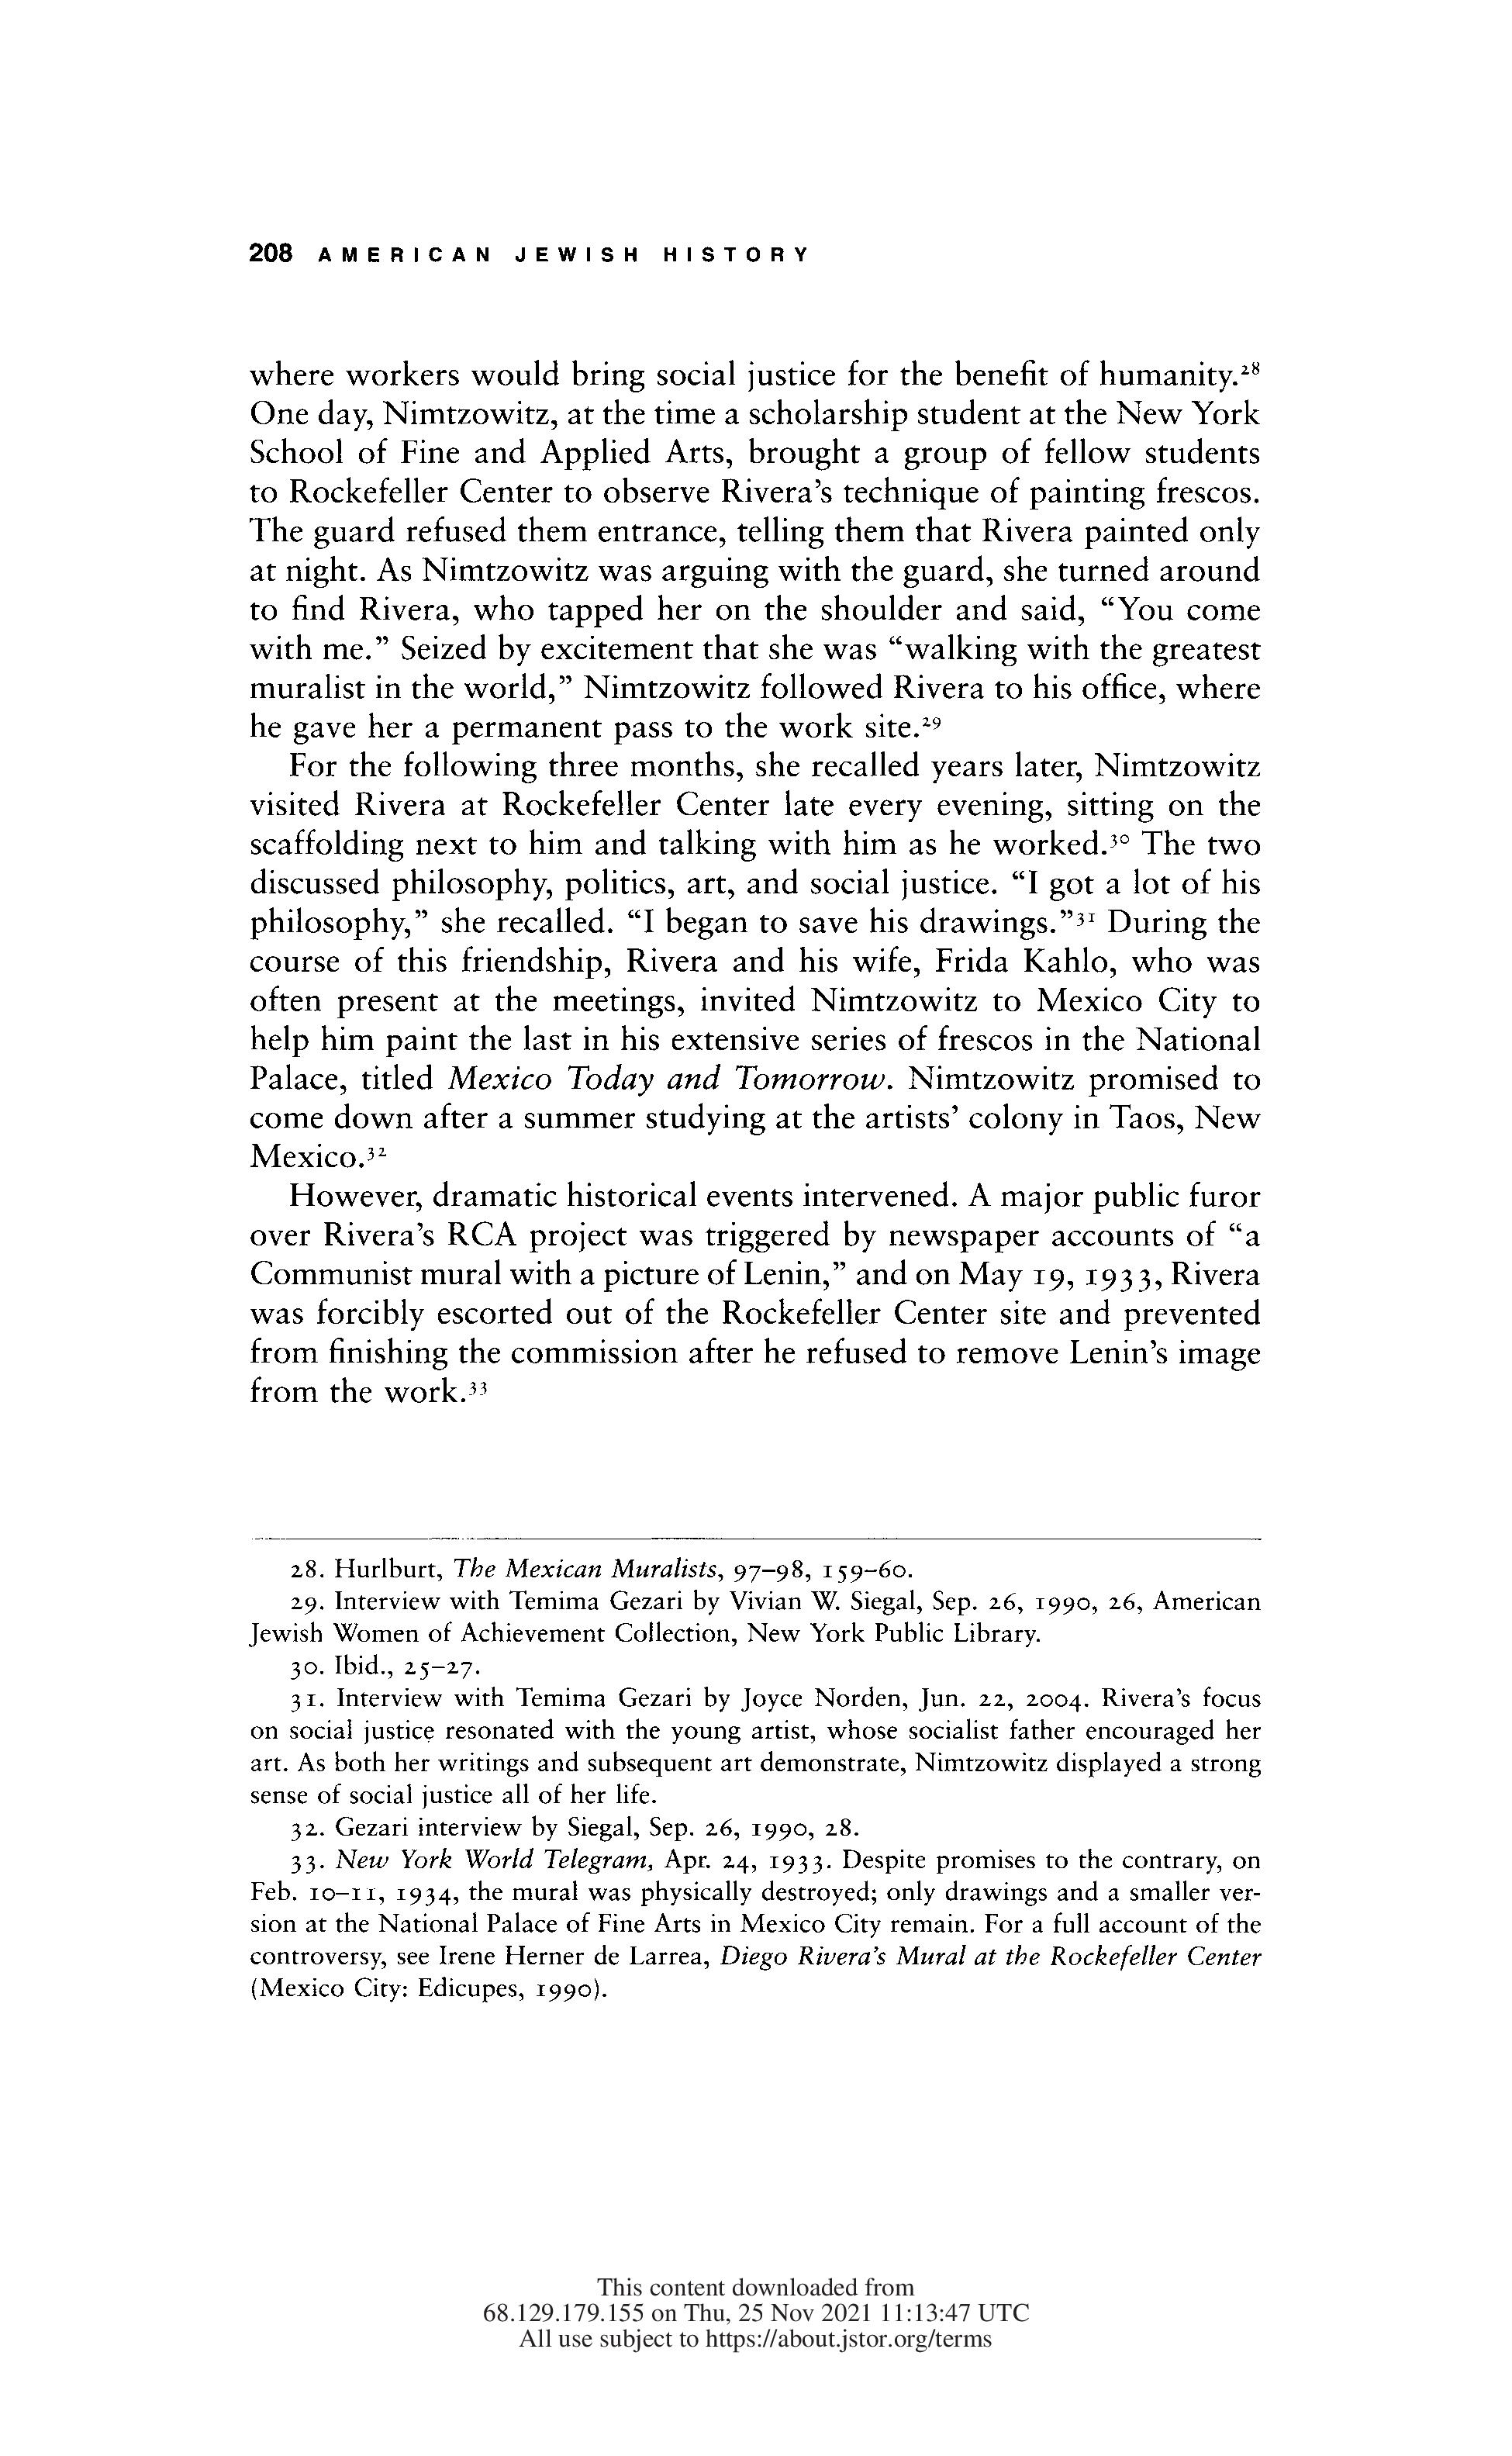 208 AMERICAN JEWISH HISTORY
where workers would bring social justice for the benefit of humanity.²⁸
One day, Nimtzowitz, at the time a scholarship student at the New York
School of Fine and Applied Arts, brought a group of fellow students
to Rockefeller Center to observe Rivera’s technique of painting frescos.
The guard refused them entrance, telling them that Rivera painted only
at night. As Nimtzowitz was arguing with the guard, she turned around
to find Rivera, who tapped her on the shoulder and said, “You come
with me.” Seized by excitement that she was “walking with the greatest
muralist in the world,” Nimtzowitz followed Rivera to his office, where
he gave her a permanent pass to the work site.²⁹
For the following three months, she recalled years later, Nimtzowitz
visited Rivera at Rockefeller Center late every evening, sitting on the
scaffolding next to him and talking with him as he worked.³⁰ The two
discussed philosophy, politics, art, and social justice. “I got a lot of his
philosophy,” she recalled. “I began to save his drawings.”³¹ During the
course of this friendship, Rivera and his wife, Frida Kahlo, who was
often present at the meetings, invited Nimtzowitz to Mexico City to
help him paint the last in his extensive series of frescos in the National
Palace, titled Mexico Today and Tomorrow. Nimtzowitz promised to
come down after a summer studying at the artists’ colony in Taos, New
Mexico.³²
However, dramatic historical events intervened. A major public furor
over Rivera’s RCA project was triggered by newspaper accounts of “a
Communist mural with a picture of Lenin,” and on May 19, 1933, Rivera
was forcibly escorted out of the Rockefeller Center site and prevented
from finishing the commission after he refused to remove Lenin’s image
from the work.³³
28. Hurlburt, The Mexican Muralists, 97–98, 159–60.
29. Interview with Temima Gezari by Vivian W. Siegal, Sep. 26, 1990, 26, American
Jewish Women of Achievement Collection, New York Public Library.
30. Ibid., 25–27.
31. Interview with Temima Gezari by Joyce Norden, Jun. 22, 2004. Rivera’s focus
on social justice resonated with the young artist, whose socialist father encouraged her
art. As both her writings and subsequent art demonstrate, Nimtzowitz displayed a strong
sense of social justice all of her life.
32. Gezari interview by Siegal, Sep. 26, 1990, 28.
33. New York World Telegram, Apr. 24, 1933. Despite promises to the contrary, on
Feb. 10–11, 1934, the mural was physically destroyed; only drawings and a smaller ver-
sion at the National Palace of Fine Arts in Mexico City remain. For a full account of the
controversy, see Irene Herner de Larrea, Diego Rivera’s Mural at the Rockefeller Center
(Mexico City: Edicupes, 1990).
This content downloaded from
68.129.179.155 on Thu, 25 Nov 2021 11:13:47 UTC
All use subject to https://about.jstor.org/terms